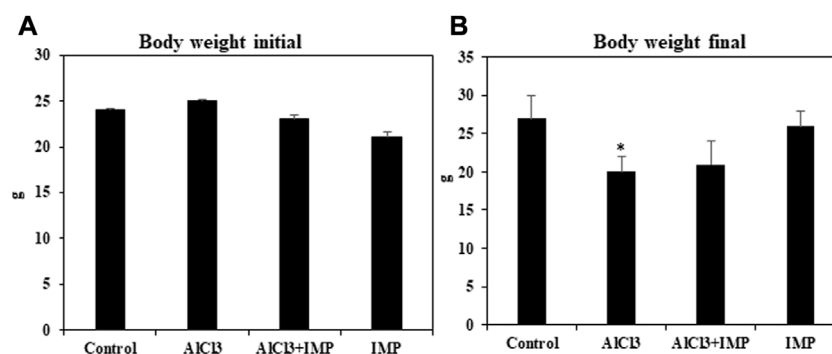 A
Body weight initial
30
25
20
15
10
5
0
g
Control AlCl3 AlCl3+IMP IMP
B
Body weight final
35
30
25
20
15
10
5
0
g
*
Control AlCl3 AlCl3+IMP IMP